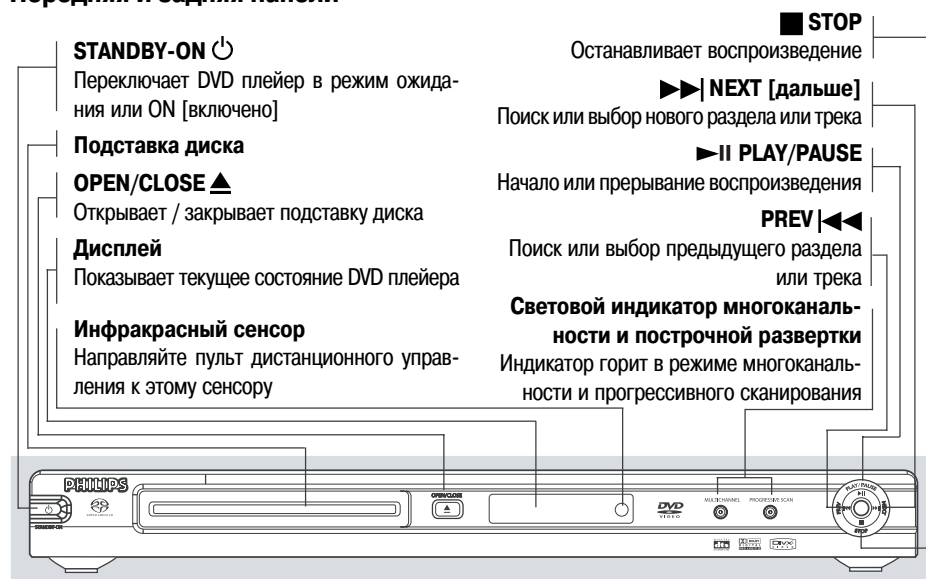 Передняя и задняя панели
STANDBY-ON
Переключает DVD плейер в режим ожида-
ния или ON [включено]
Подставка диска
OPEN/CLOSE
Открывает / закрывает подставку диска
Дисплей
Показывает текущее состояние DVD плейера
Инфракрасный сенсор
Направляйте пульт дистанционного управ-
ления к этому сенсору
STOP
Останавливает воспроизведение
NEXT [дальше]
Поиск или выбор нового раздела или трека
PLAY/PAUSE
Начало или прерывание воспроизведения
PREV
Поиск или выбор предыдущего раздела
или трека
Световой индикатор многоканаль-
ности и построчной развертки
Индикатор горит в режиме многоканаль-
ности и прогрессивного сканирования
PHILIPS
STANDBY-ON
OPEN/CLOSE
DVD
VIDEO
MULTICHANNEL
PROGRESSIVE SCAN
PLAY/PAUSE
PREV
NEXT
STOP
DIVX